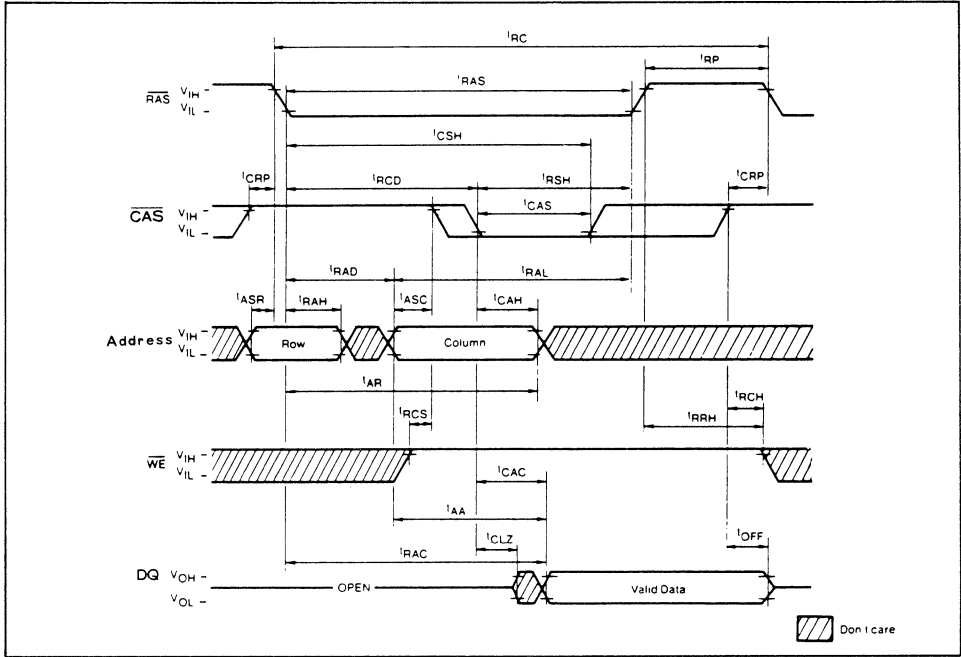 tRC
tRP
tRAS
RAS VIH
VIL
tCSH
tCRP tRCD tRSH tCRP
tCAS
CAS VIH
VIL
tRAD tRAL
tASR tRAH tASC tCAH
Address VIH
VIL
Row Column
tAR
tRCS tRRH tRCH
WE VIH
VIL
tCAC
tAA
tCLZ tOFF
tRAC
DQ VOH
VOL
OPEN Valid Data
Don t care